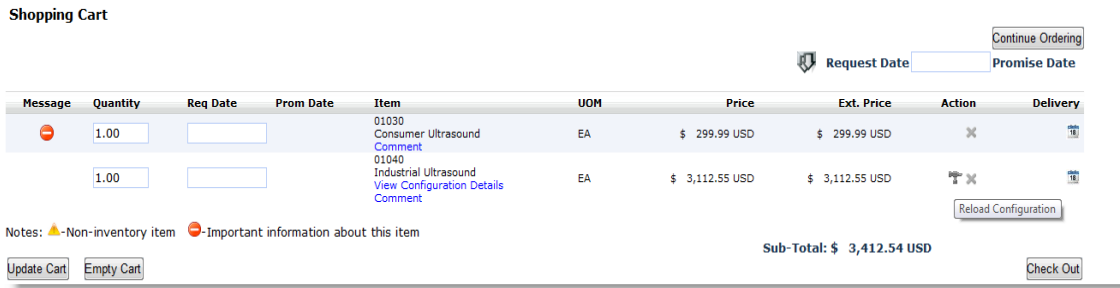 Shopping Cart
Continue Ordering
Request Date Promise Date
Message Quantity Req Date Prom Date Item UOM Price Ext. Price Action Delivery
01030
1.00 Consumer Ultrasound EA $ 299.99 USD $ 299.99 USD 18
Comment
01040
Industrial Ultrasound
1.00 View Configuration Details EA $ 3,112.55 USD $ 3,112.55 USD 18
Comment
Reload Configuration
Notes: -Non-inventory item -Important information about this item
Sub-Total: $ 3,412.54 USD
Update Cart Empty Cart Check Out